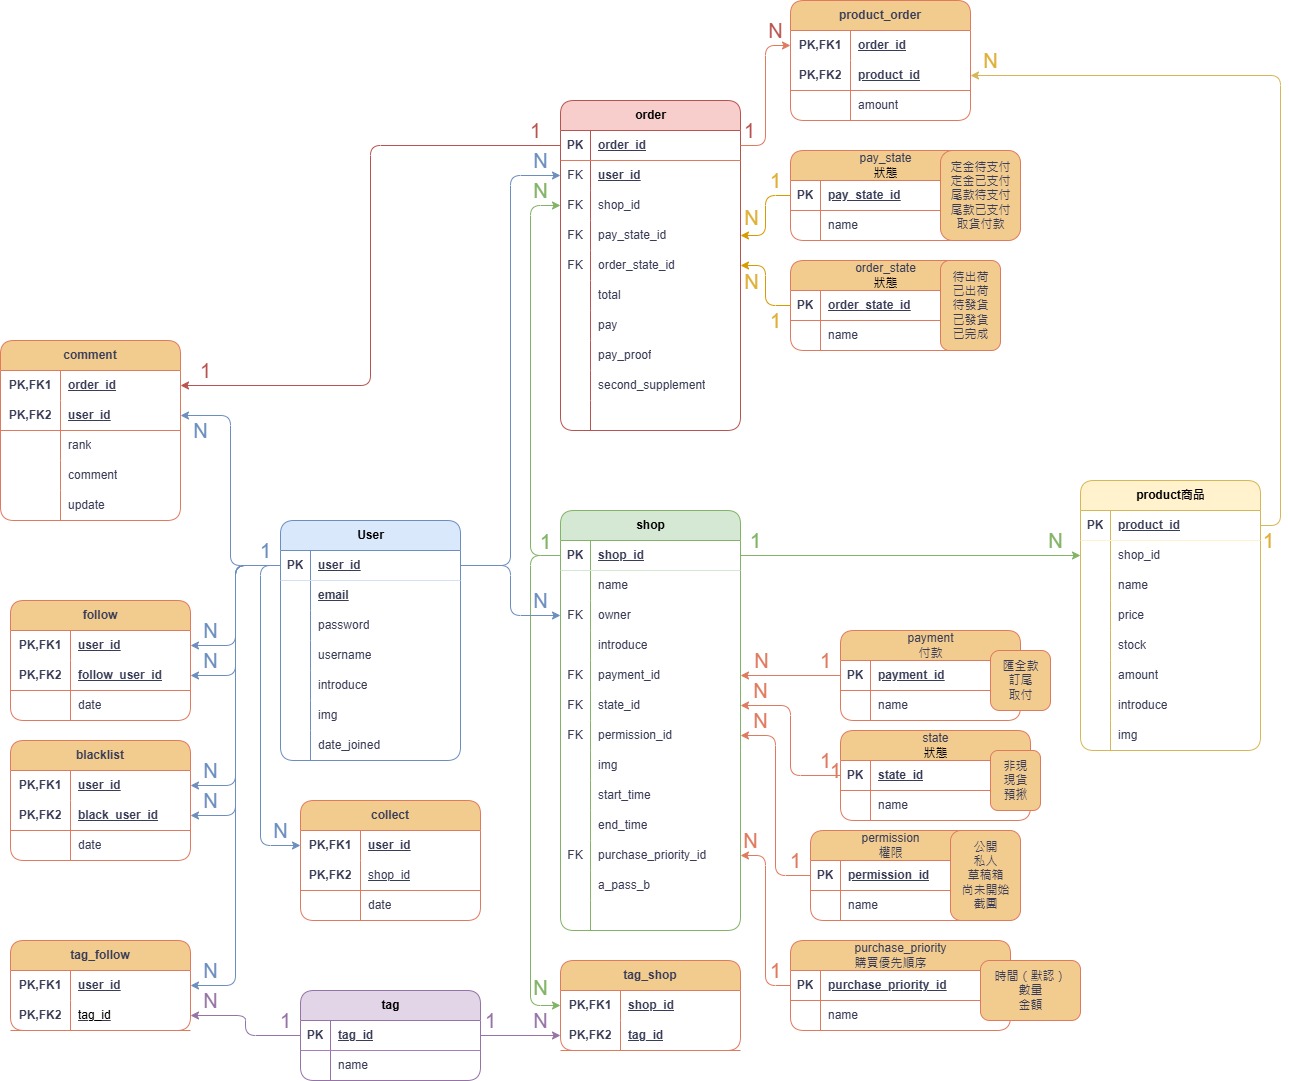 product_order
PK,FK1 order_id
PK,FK2 product_id
amount
N
N
order
PK order_id
FK user_id
FK shop_id
FK pay_state_id
FK order_state_id
total
pay
pay_proof
second_supplement
1
1
N
N
pay_state
狀態
PK pay_state_id
name
定金待支付
定金已支付
尾款待支付
尾款已支付
取貨付款
1
N
order_state
狀態
PK order_state_id
name
待出荷
已出荷
待發貨
已發貨
已完成
N
1
comment
PK,FK1 order_id
PK,FK2 user_id
rank
comment
update
1
N
User
PK user_id
email
password
username
introduce
img
date_joined
1
shop
PK shop_id
name
FK owner
introduce
FK payment_id
FK state_id
FK permission_id
img
start_time
end_time
FK purchase_priority_id
a_pass_b
1
N
1
N
product商品
PK product_id
shop_id
name
price
stock
amount
introduce
img
1
follow
PK,FK1 user_id
PK,FK2 follow_user_id
date
N
N
payment
付款
PK payment_id
name
匯全款
訂尾
取付
N
1
state
狀態
PK state_id
name
非現
現貨
預揪
N
1
1
blacklist
PK,FK1 user_id
PK,FK2 black_user_id
date
N
N
collect
PK,FK1 user_id
PK,FK2 shop_id
date
N
permission
權限
PK permission_id
name
公開
私人
草稿箱
尚未開始
截團
N
1
purchase_priority
購買優先順序
PK purchase_priority_id
name
時間（默認）
數量
金額
N
1
tag_follow
PK,FK1 user_id
PK,FK2 tag_id
N
N
tag
PK tag_id
name
1
1
tag_shop
PK,FK1 shop_id
PK,FK2 tag_id
N
N